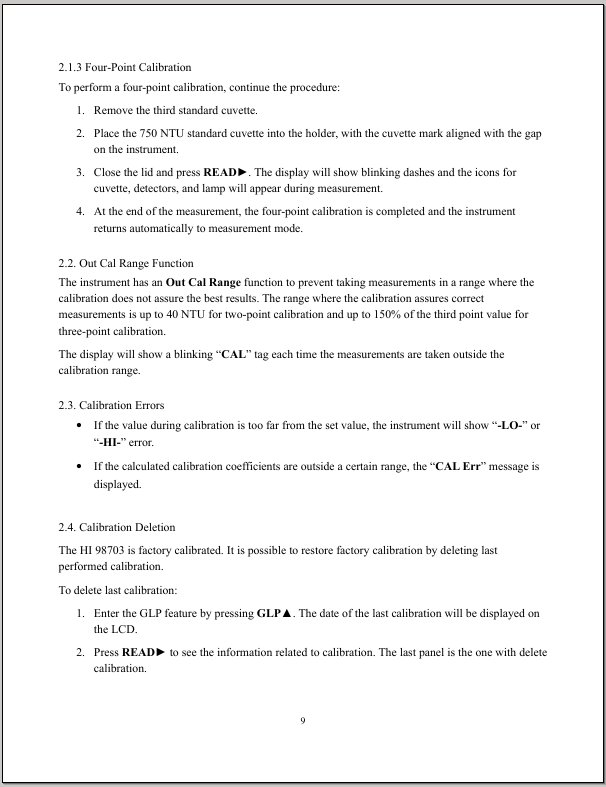 2.1.3 Four-Point Calibration
To perform a four-point calibration, continue the procedure:
1. Remove the third standard cuvette.
2. Place the 750 NTU standard cuvette into the holder, with the cuvette mark aligned with the gap
on the instrument.
3. Close the lid and press READ►. The display will show blinking dashes and the icons for
cuvette, detectors, and lamp will appear during measurement.
4. At the end of the measurement, the four-point calibration is completed and the instrument
returns automatically to measurement mode.
2.2. Out Cal Range Function
The instrument has an Out Cal Range function to prevent taking measurements in a range where the
calibration does not assure the best results. The range where the calibration assures correct
measurements is up to 40 NTU for two-point calibration and up to 150% of the third point value for
three-point calibration.
The display will show a blinking “CAL” tag each time the measurements are taken outside the
calibration range.
2.3. Calibration Errors
• If the value during calibration is too far from the set value, the instrument will show “-LO-” or
“-HI-” error.
• If the calculated calibration coefficients are outside a certain range, the “CAL Err” message is
displayed.
2.4. Calibration Deletion
The HI 98703 is factory calibrated. It is possible to restore factory calibration by deleting last
performed calibration.
To delete last calibration:
1. Enter the GLP feature by pressing GLP▲. The date of the last calibration will be displayed on
the LCD.
2. Press READ► to see the information related to calibration. The last panel is the one with delete
calibration.
9